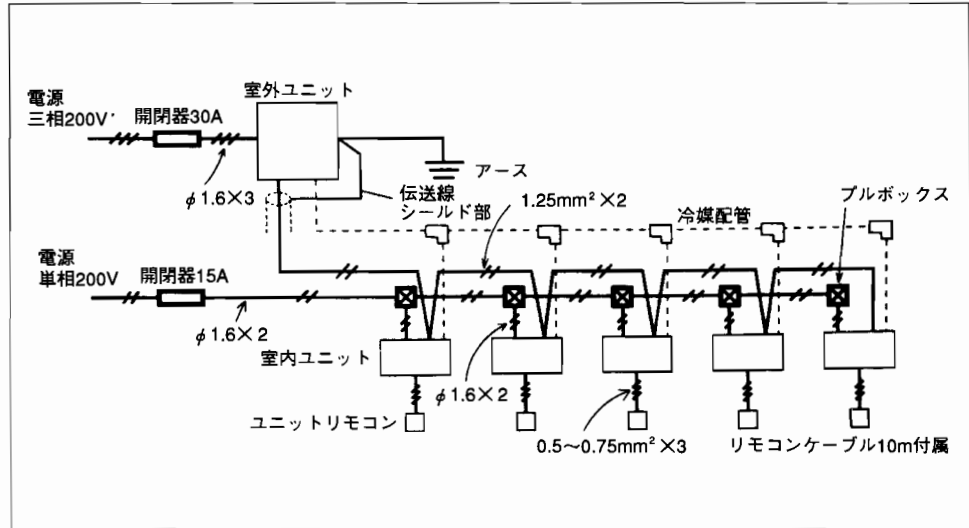 室外ユニット
電源
三相200V
開閉器30A
アース
φ1.6×3
伝送線
シールド部
1.25mm²×2
冷媒配管
プルボックス
電源
単相200V
開閉器15A
φ1.6×2
室内ユニット
φ1.6×2
ユニットリモコン
0.5～0.75mm²×3
リモコンケーブル10m付属